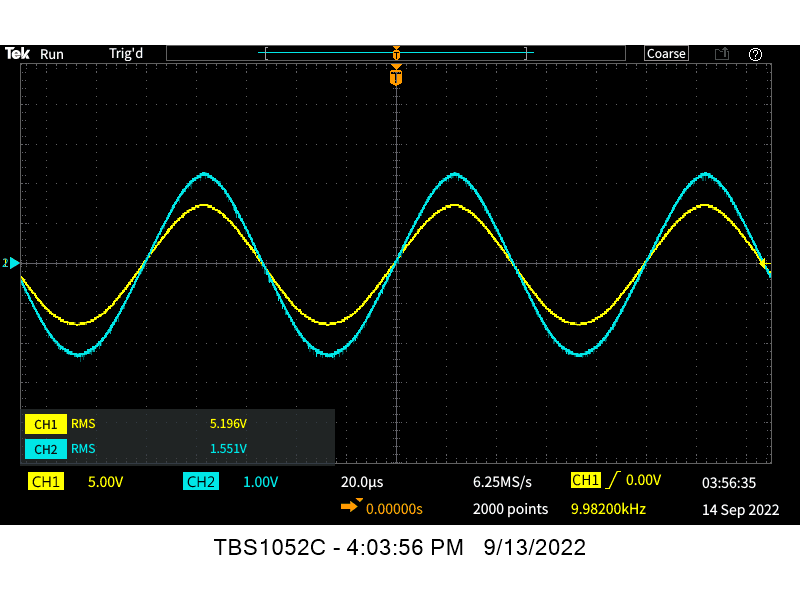 Tek Run Trig'd Coarse
T
T
2
CH1 RMS 5.196V
CH2 RMS 1.551V
CH1 5.00V CH2 1.00V 20.0µs 6.25MS/s CH1 0.00V 03:56:35
0.00000s 2000 points 9.98200kHz 14 Sep 2022
TBS1052C - 4:03:56 PM 9/13/2022